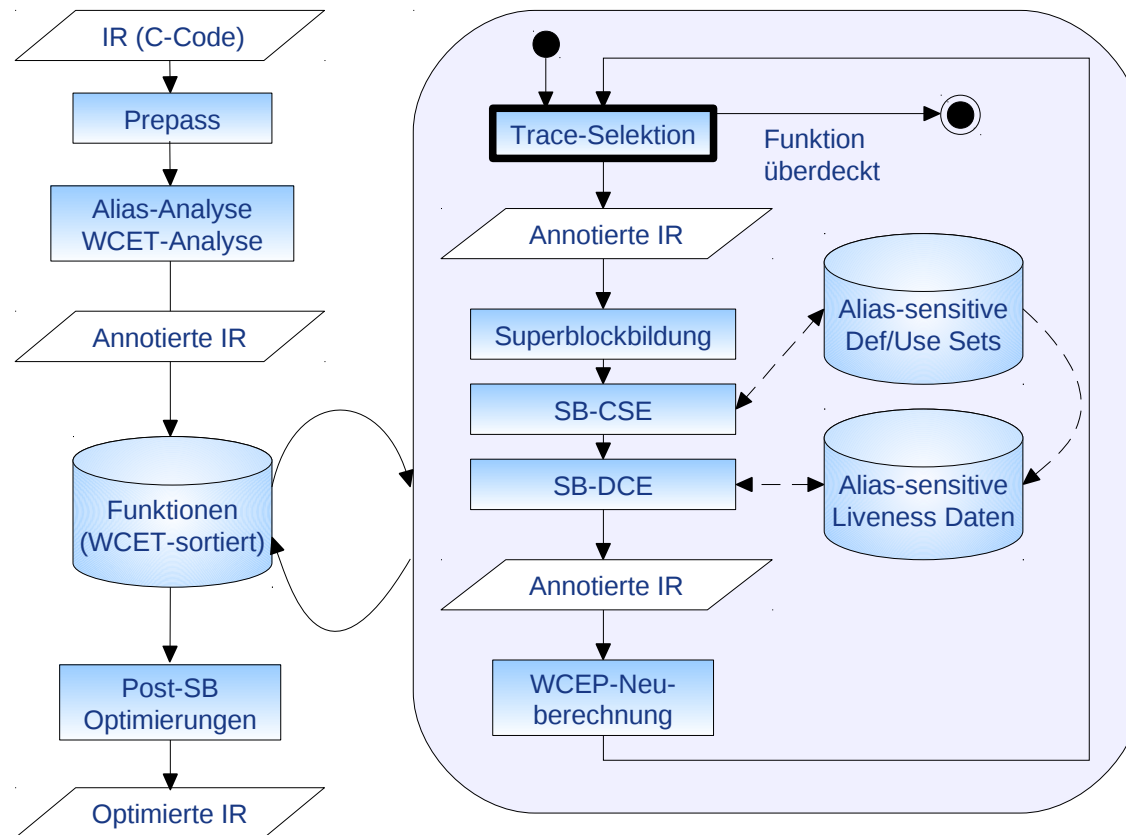 IR (C-Code)
Prepass
Alias-Analyse
WCET-Analyse
Annotierte IR
Funktionen
(WCET-sortiert)
Post-SB
Optimierungen
Optimierte IR
Trace-Selektion
Funktion
überdeckt
Annotierte IR
Superblockbildung
SB-CSE
SB-DCE
Annotierte IR
WCEP-Neu-
berechnung
Alias-sensitive
Def/Use Sets
Alias-sensitive
Liveness Daten